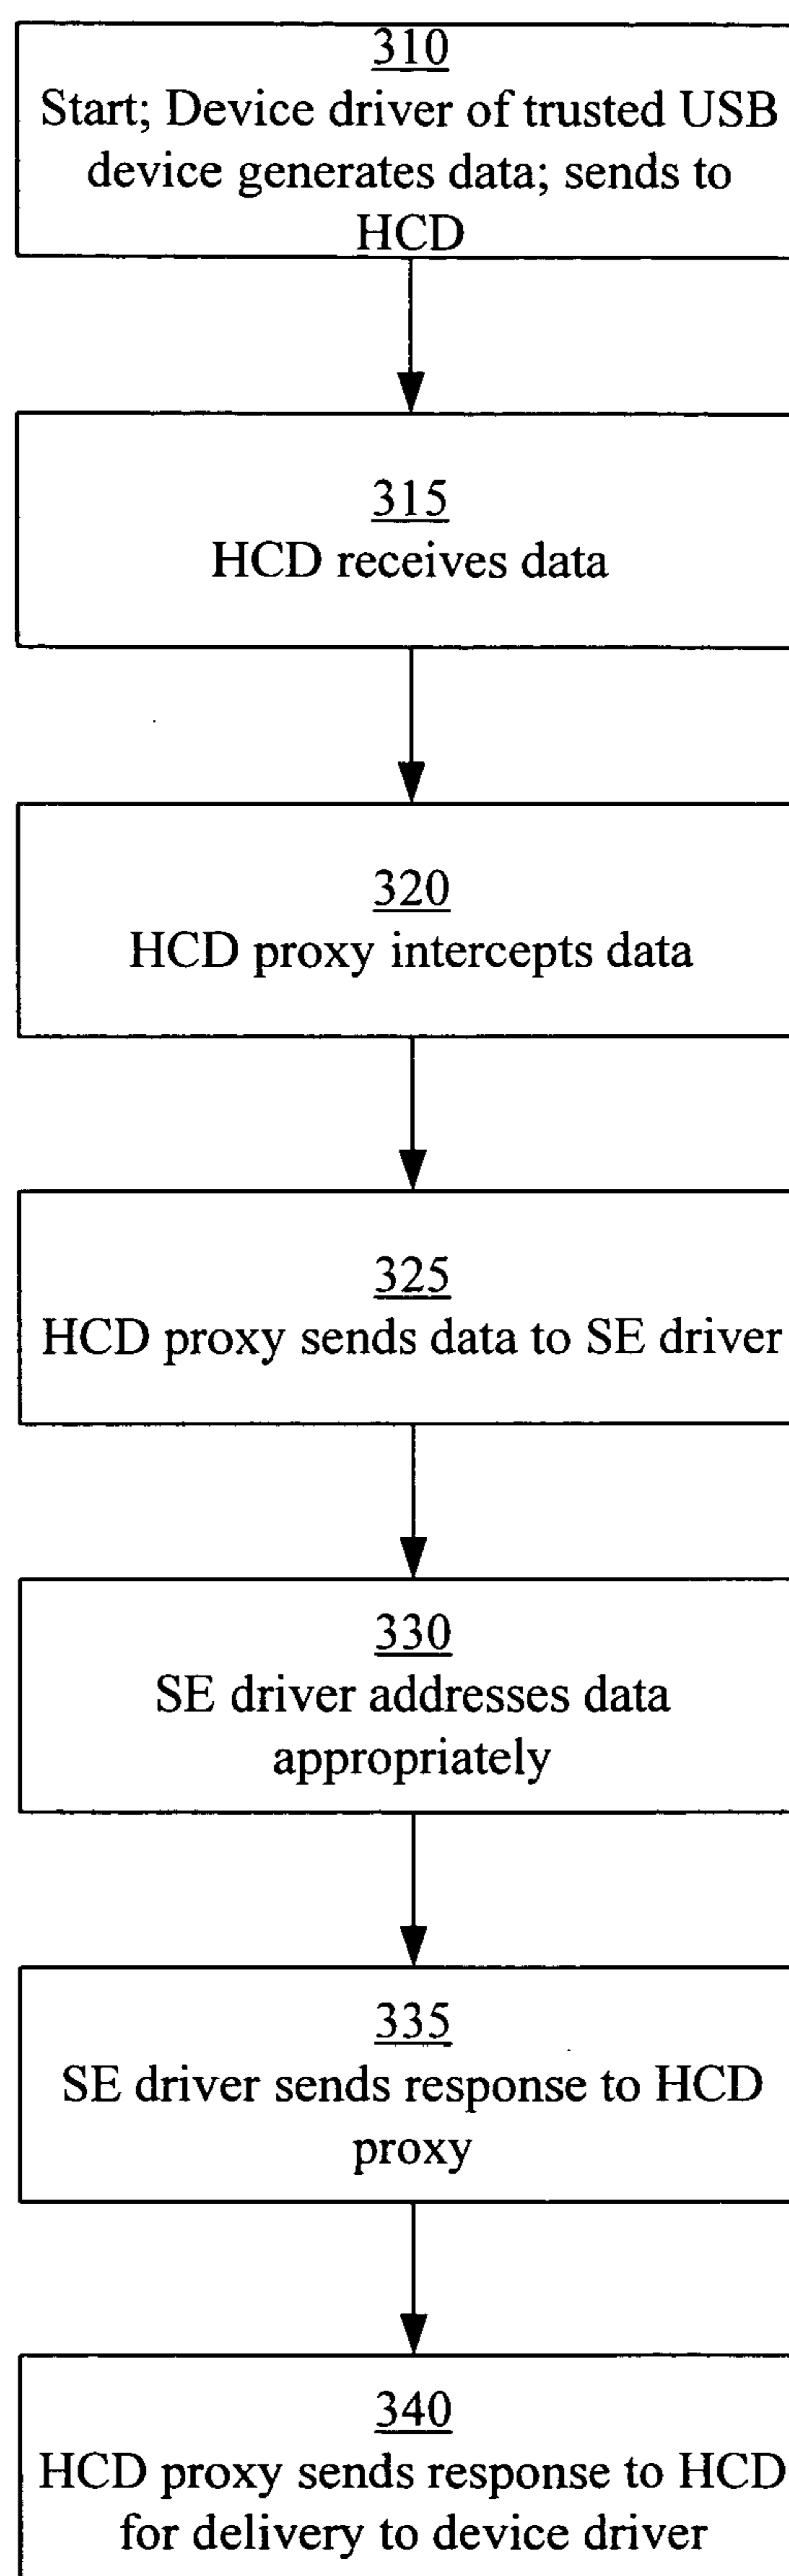 310
Start; Device driver of trusted USB
device generates data; sends to
HCD
315
HCD receives data
320
HCD proxy intercepts data
325
HCD proxy sends data to SE driver
330
SE driver addresses data
appropriately
335
SE driver sends response to HCD
proxy
340
HCD proxy sends response to HCD
for delivery to device driver